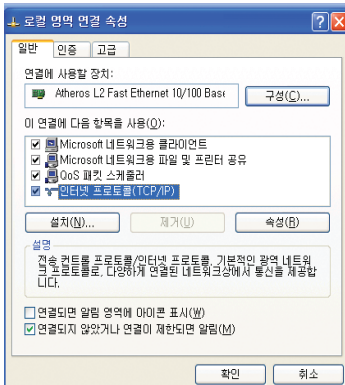 로컬 영역 연결 속성
일반 인증 고급
연결에 사용할 장치:
Atheros L2 Fast Ethernet 10/100 Base
구성(C)...
이 연결에 다음 항목을 사용(O):
Microsoft 네트워크용 클라이언트
Microsoft 네트워크용 파일 및 프린터 공유
QoS 패킷 스케줄러
인터넷 프로토콜(TCP/IP)
설치(N)... 제거(U) 속성(R)
설명
전송 컨트롤 프로토콜/인터넷 프로토콜. 기본적인 광역 네트워
크 프로토콜로, 다양하게 연결된 네트워크상에서 통신을 제공합
니다.
연결되면 알림 영역에 아이콘 표시(W)
연결되지 않았거나 연결이 제한되면 알림(M)
확인 취소